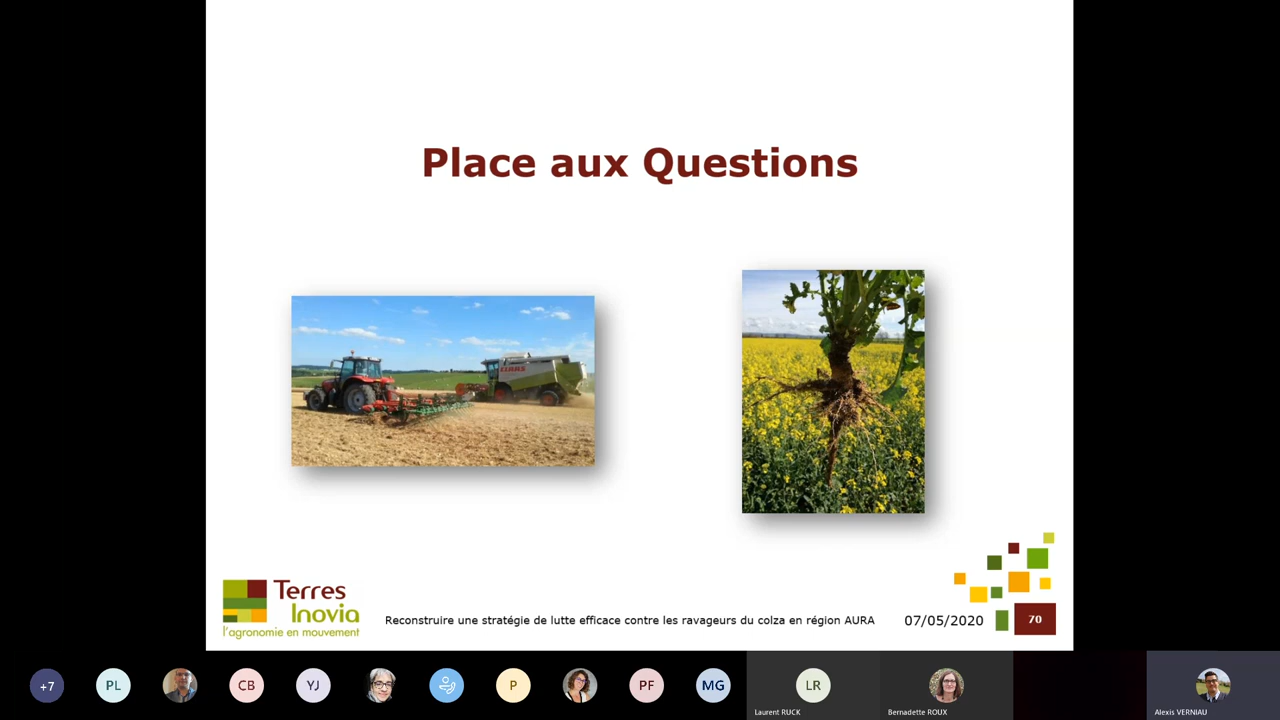 Place aux Questions
CLAAS
Terres
Inovia
l'agronomie en mouvement
Reconstruire une stratégie de lutte efficace contre les ravageurs du colza en région AURA
07/05/2020
70
+7
PL
CB
YJ
P
PF
MG
LR
Laurent RUCK
Bernadette ROUX
Alexis VERNIAU